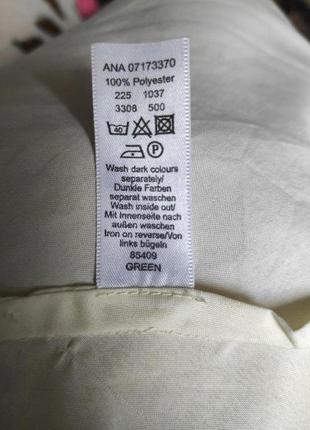 ANA 07173370
100% Polyester
225 1037
3308 500
40
P
Wash dark colours
separately/
Dunkle Farben
separat waschen
Wash inside out/
Mit Innenseite nach
außen waschen
Iron on reverse/Von
links bügeln
85409
GREEN